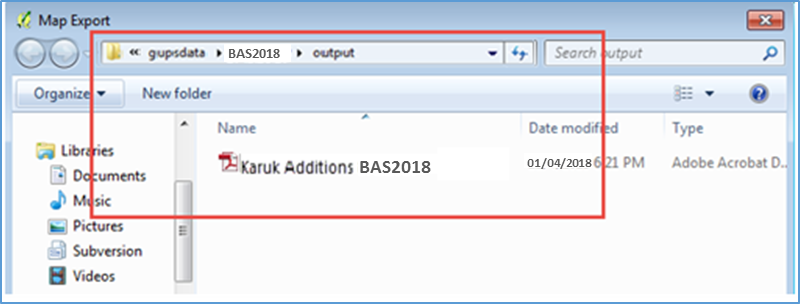 Map Export
« gupsdata ▸ BAS2018 ▸ output
Search output
Organize ▾ New folder
Name Date modified Type
Libraries
Documents
Music
Pictures
Subversion
Videos
Karuk Additions BAS2018 01/04/2018 6:21 PM Adobe Acrobat D...